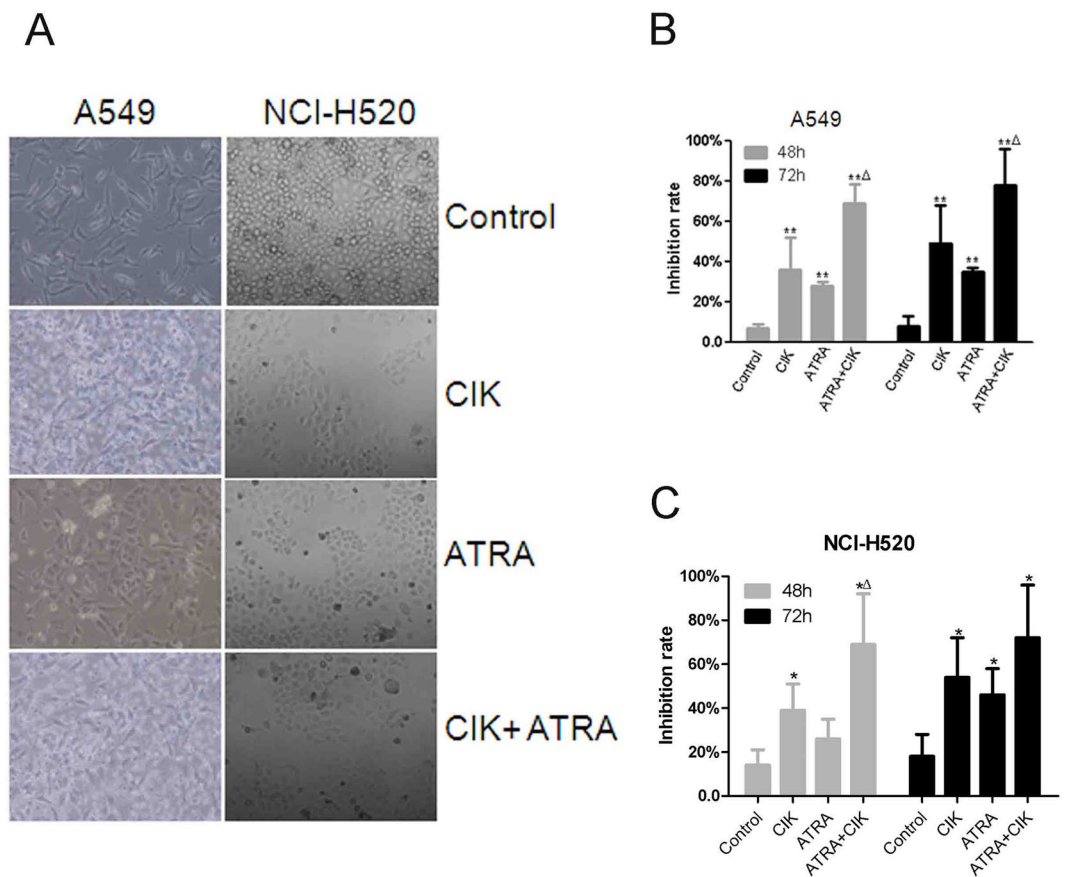 A
A549
NCI-H520
Control
CIK
ATRA
CIK+ATRA
B
A549
100%
80%
60%
40%
20%
0.0
Inhibition rate
48h
72h
**
**
**Δ
**
**
**Δ
Control
CIK
ATRA
ATRA+CIK
Control
CIK
ATRA
ATRA+CIK
C
NCI-H520
100%
80%
60%
40%
20%
0.0
Inhibition rate
48h
72h
*
*Δ
*
*
*
Control
CIK
ATRA
ATRA+CIK
Control
CIK
ATRA
ATRA+CIK